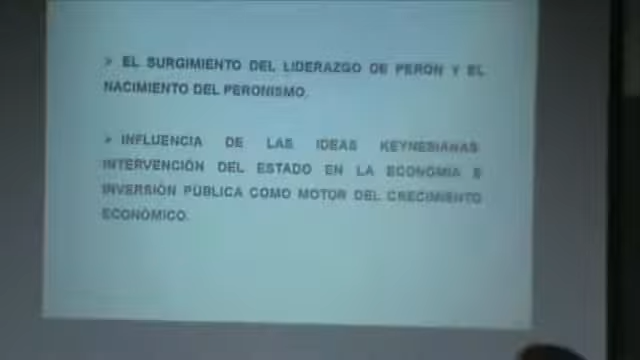 ➢ EL SURGIMIENTO DEL LIDERAZGO DE PERON Y EL
NACIMIENTO DEL PERONISMO.
➢ INFLUENCIA DE LAS IDEAS KEYNESIANAS
INTERVENCIÓN DEL ESTADO EN LA ECONOMIA E
INVERSIÓN PÚBLICA COMO MOTOR DEL CRECIMIENTO
ECONÓMICO.